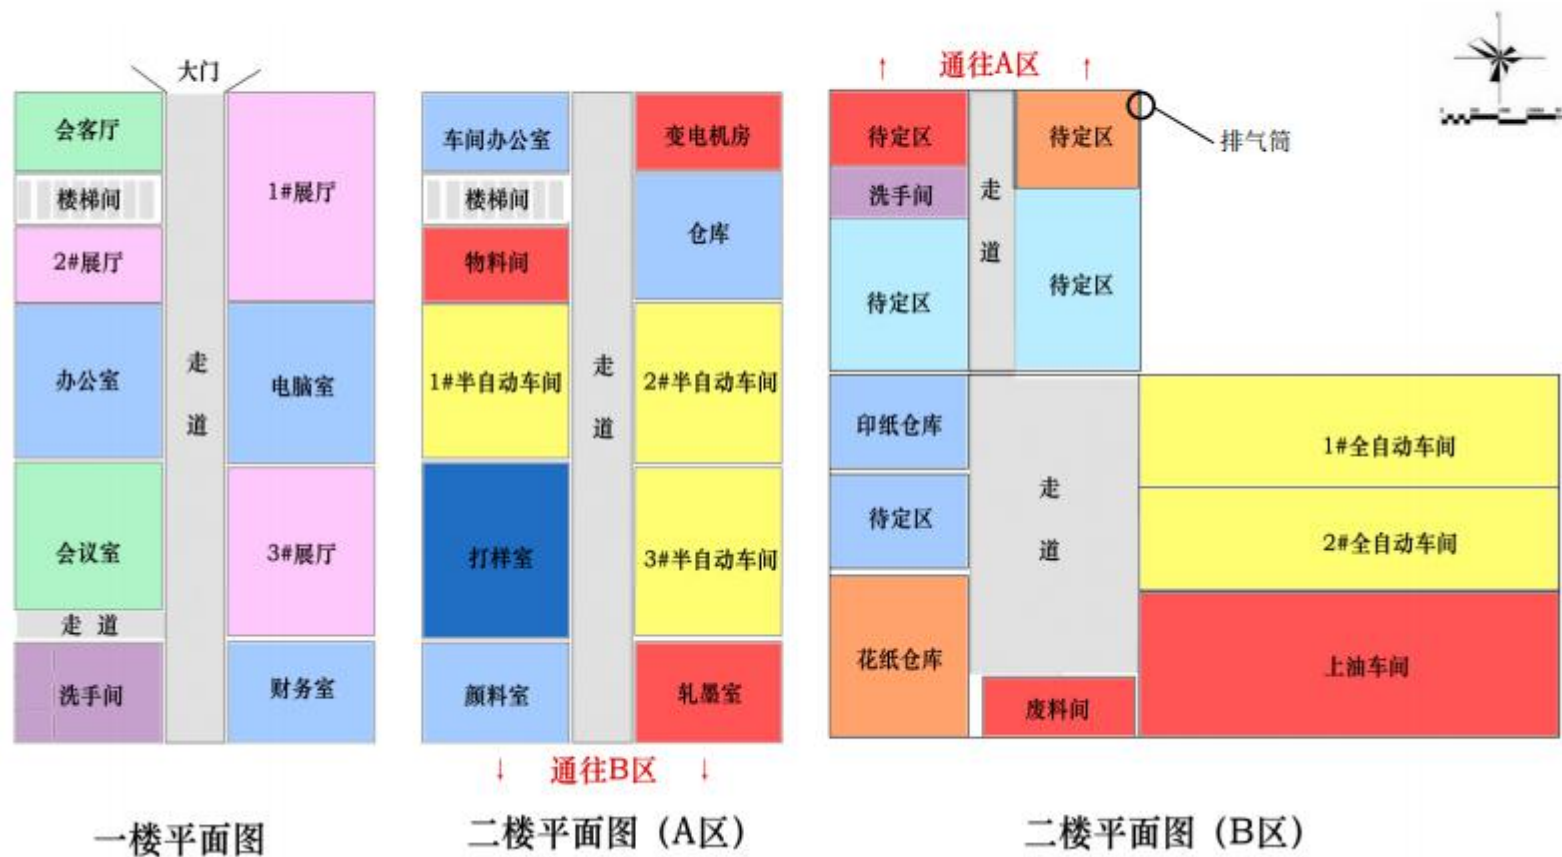 大门
会客厅
楼梯间
2#展厅
办公室
会议室
走 道
洗手间
走
道
1#展厅
电脑室
3#展厅
财务室
一楼平面图
车间办公室
楼梯间
物料间
1#半自动车间
打样室
颜料室
走
道
变电机房
仓库
2#半自动车间
3#半自动车间
轧墨室
↓ 通往B区 ↓
二楼平面图 (A区)
↑ 通往A区 ↑
待定区
洗手间
待定区
走
道
待定区
待定区
排气筒
印纸仓库
待定区
花纸仓库
走
道
废料间
1#全自动车间
2#全自动车间
上油车间
二楼平面图 (B区)